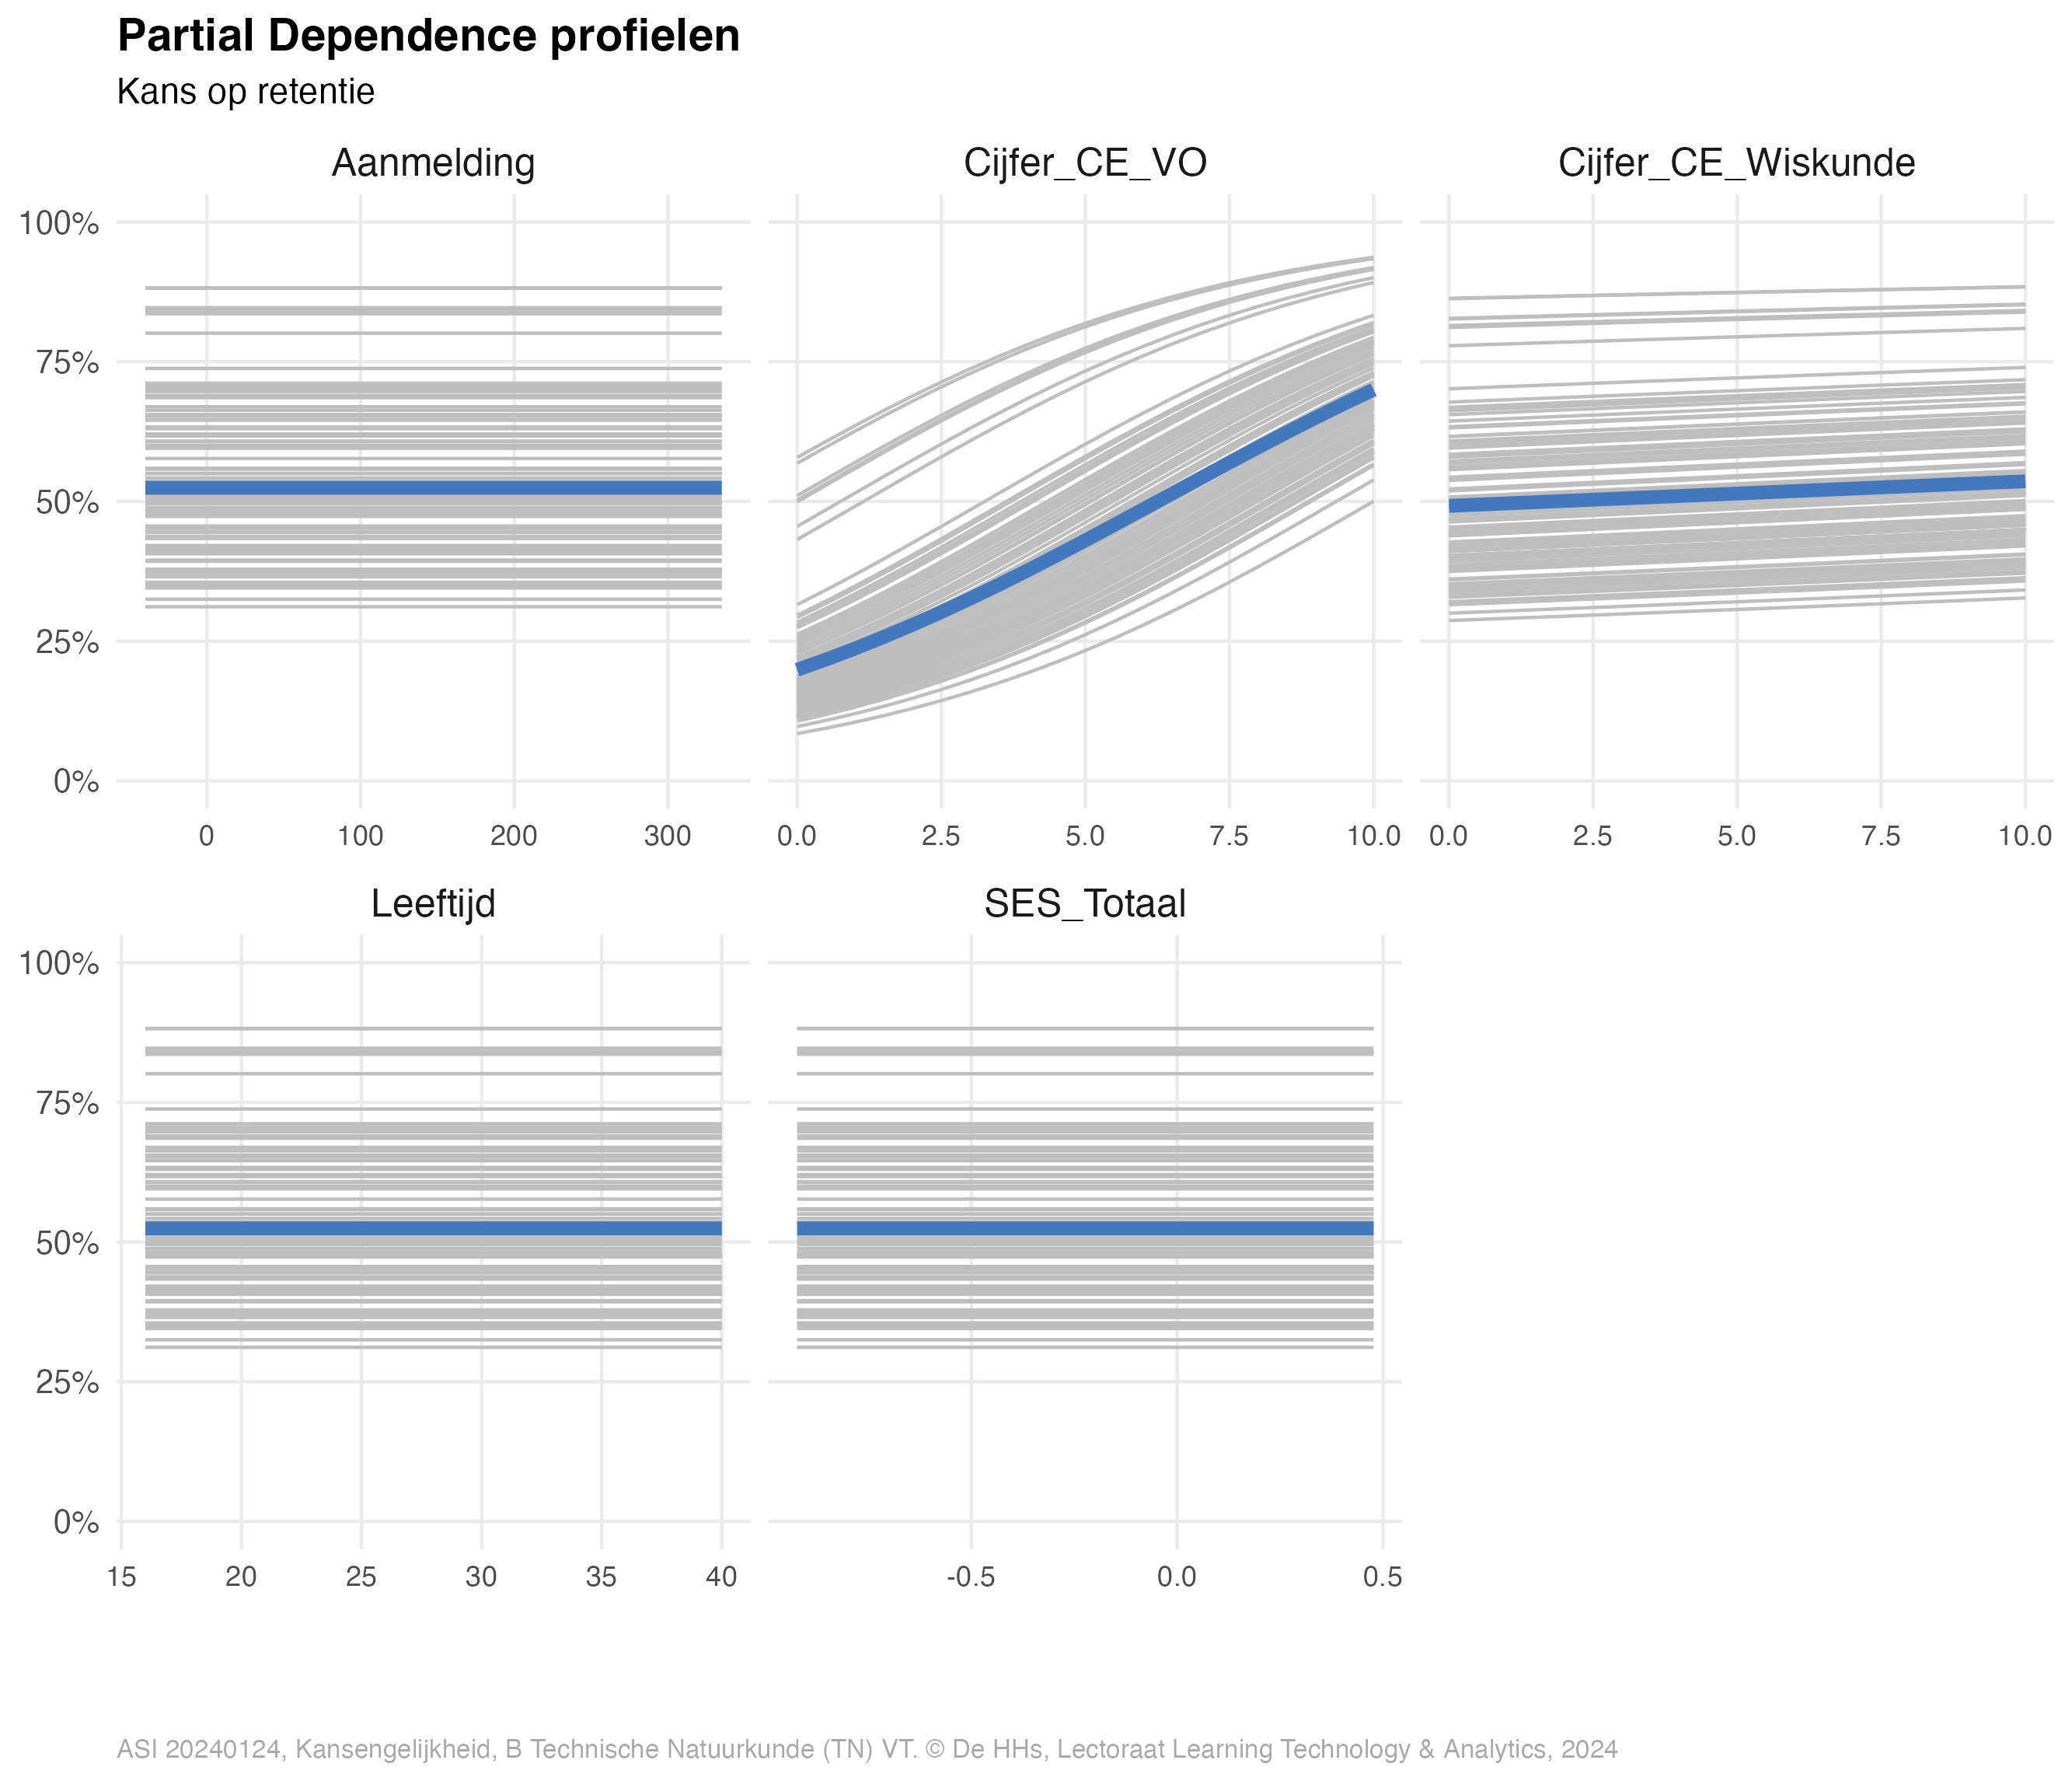 Partial Dependence profielen
Kans op retentie
Aanmelding
Cijfer_CE_VO
Cijfer_CE_Wiskunde
100%
75%
50%
25%
0%
0 100 200 300
0.0 2.5 5.0 7.5 10.0
0.0 2.5 5.0 7.5 10.0
Leeftijd
SES_Totaal
100%
75%
50%
25%
0%
15 20 25 30 35 40
-0.5 0.0 0.5
ASI 20240124, Kansengelijkheid, B Technische Natuurkunde (TN) VT. © De HHs, Lectoraat Learning Technology & Analytics, 2024